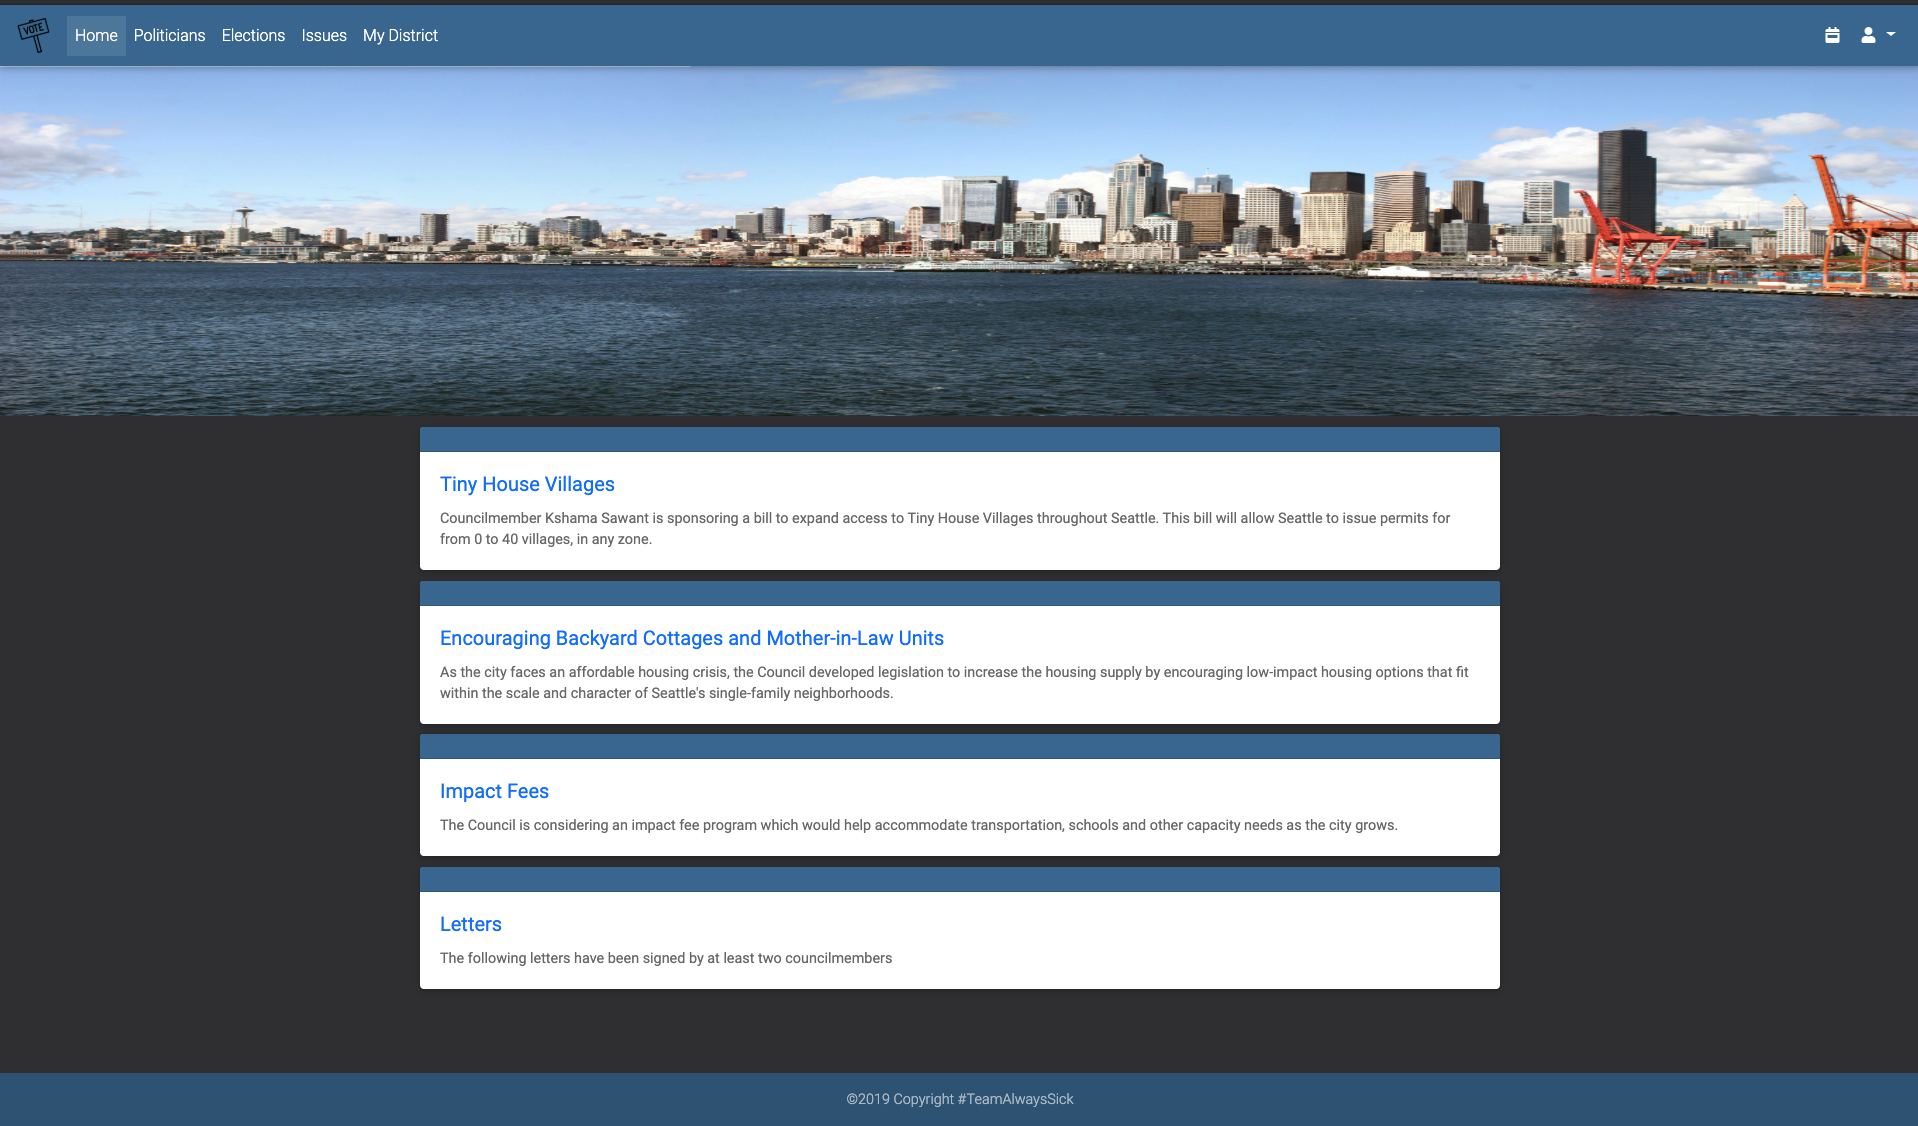 VOTE
Home Politicians Elections Issues My District
Tiny House Villages
Councilmember Kshama Sawant is sponsoring a bill to expand access to Tiny House Villages throughout Seattle. This bill will allow Seattle to issue permits for
from 0 to 40 villages, in any zone.
Encouraging Backyard Cottages and Mother-in-Law Units
As the city faces an affordable housing crisis, the Council developed legislation to increase the housing supply by encouraging low-impact housing options that fit
within the scale and character of Seattle's single-family neighborhoods.
Impact Fees
The Council is considering an impact fee program which would help accommodate transportation, schools and other capacity needs as the city grows.
Letters
The following letters have been signed by at least two councilmembers
©2019 Copyright #TeamAlwaysSick